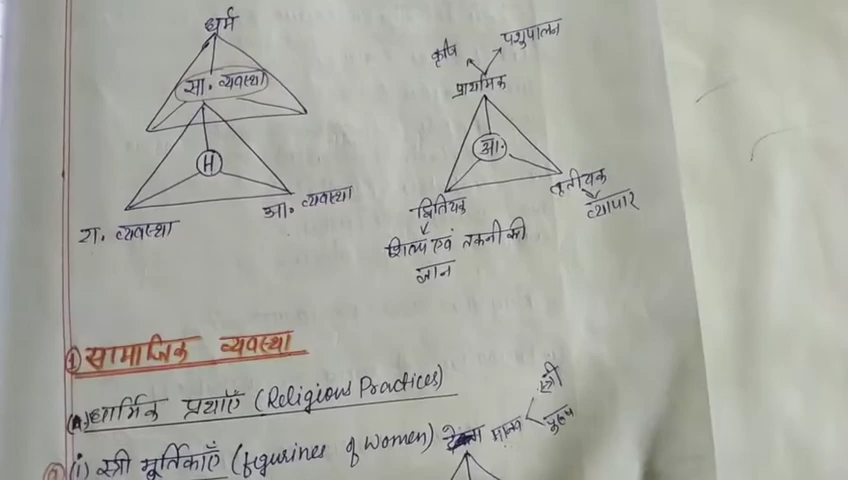 धर्म
सा. व्यवस्था
H
रा. व्यवस्था
आ. व्यवस्था
कृषि
पशुपालन
प्राथमिक
आ.
द्वितियक
तृतीयक
व्यापार
शिल्प एवं तकनीकी
ज्ञान
① सामाजिक व्यवस्था
(A) धार्मिक प्रथाएँ (Religious Practices)
स्त्री
(i) स्त्री मूर्तिकाएँ (figurines of women)
मानव
पुरुष